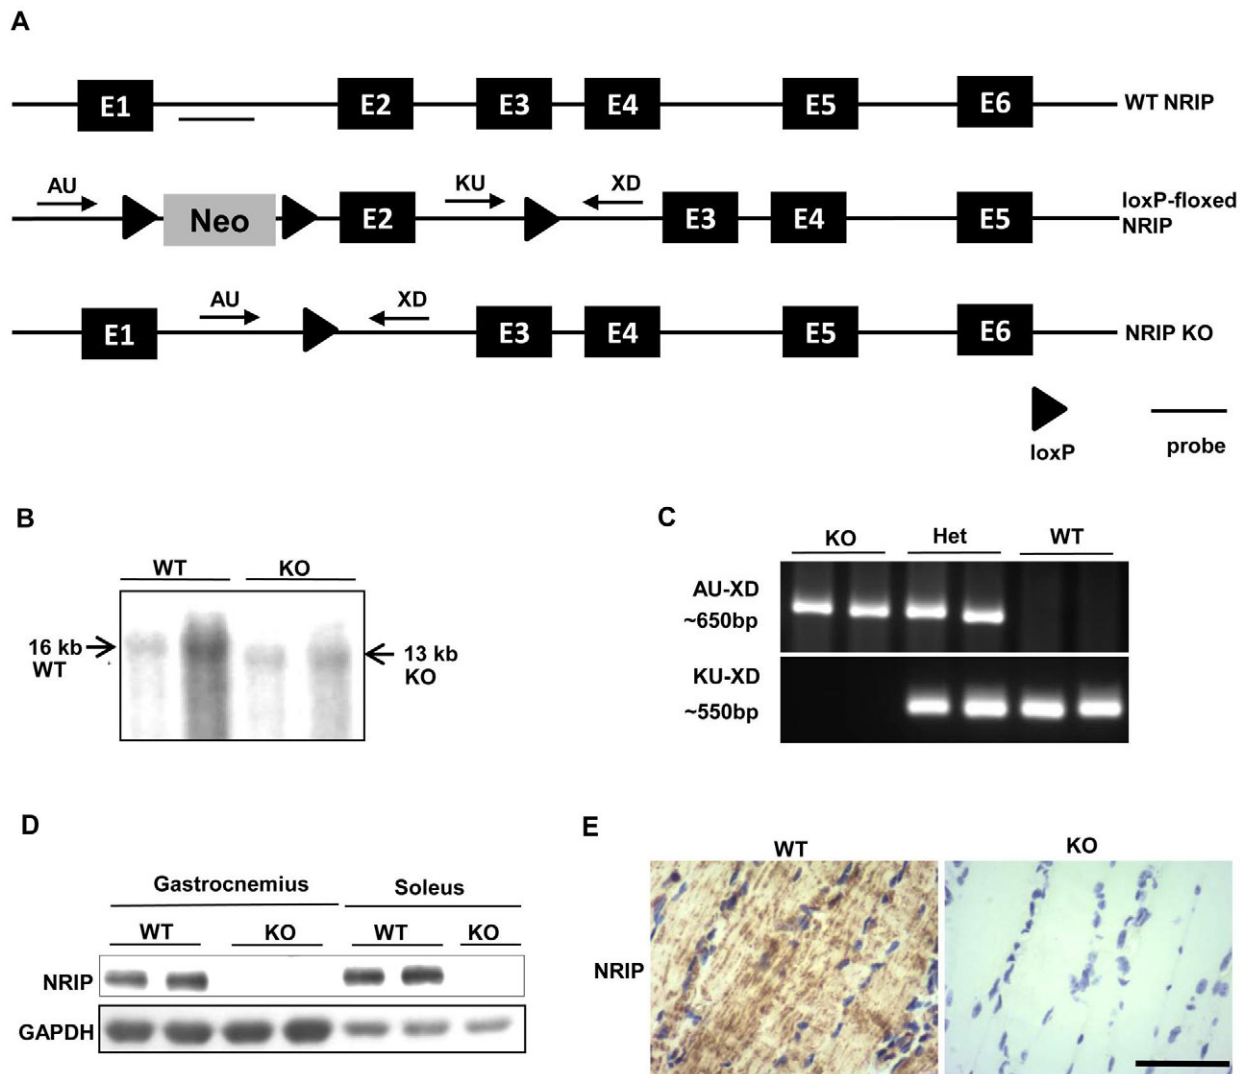 A
E1 E2 E3 E4 E5 E6 WT NRIP
AU KU XD
Neo E2 E3 E4 E5 loxP-floxed
NRIP
AU XD
E1 E3 E4 E5 E6 NRIP KO
loxP probe
B
WT KO
16 kb
WT
13 kb
KO
C
KO Het WT
AU-XD
~650bp
KU-XD
~550bp
D
Gastrocnemius Soleus
WT KO WT KO
NRIP
GAPDH
E
WT KO
NRIP